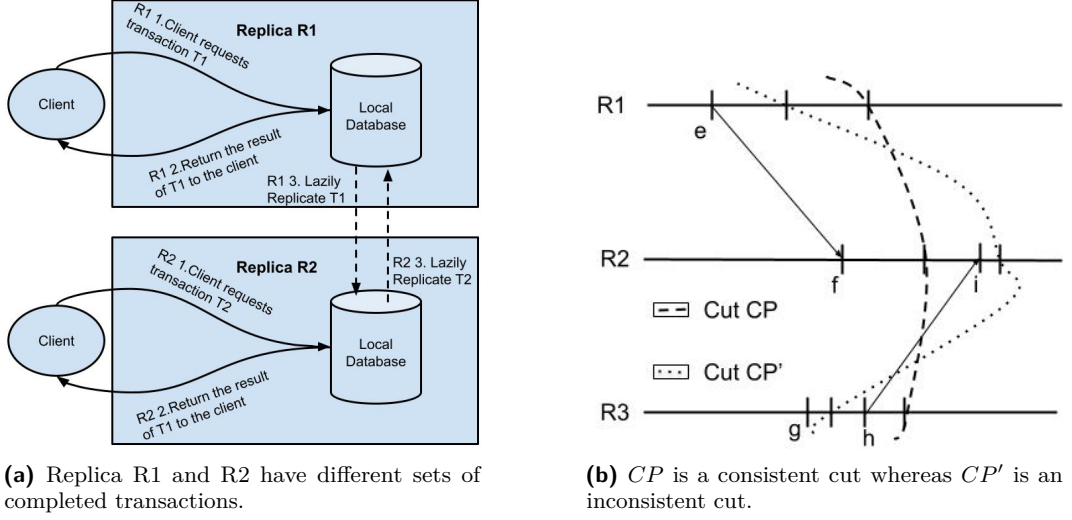 Replica R1
R1 1.Client requests
transaction T1
Client
Local
Database
R1 2.Return the result
of T1 to the client
R1 3. Lazily
Replicate T1
Replica R2
R2 3. Lazily
Replicate T2
R2 1.Client requests
transaction T2
Client
Local
Database
R2 2.Return the result
of T1 to the client
(a) Replica R1 and R2 have different sets of
completed transactions.
R1
e
R2
f
i
Cut CP
Cut CP'
R3
g
h
(b) CP is a consistent cut whereas CP′ is an
inconsistent cut.